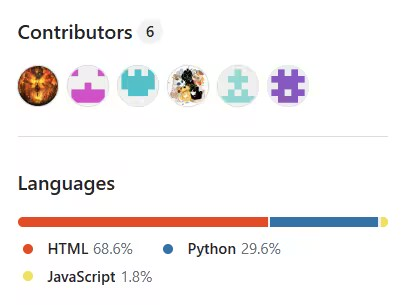 Contributors 6
Languages
HTML 68.6% Python 29.6%
JavaScript 1.8%